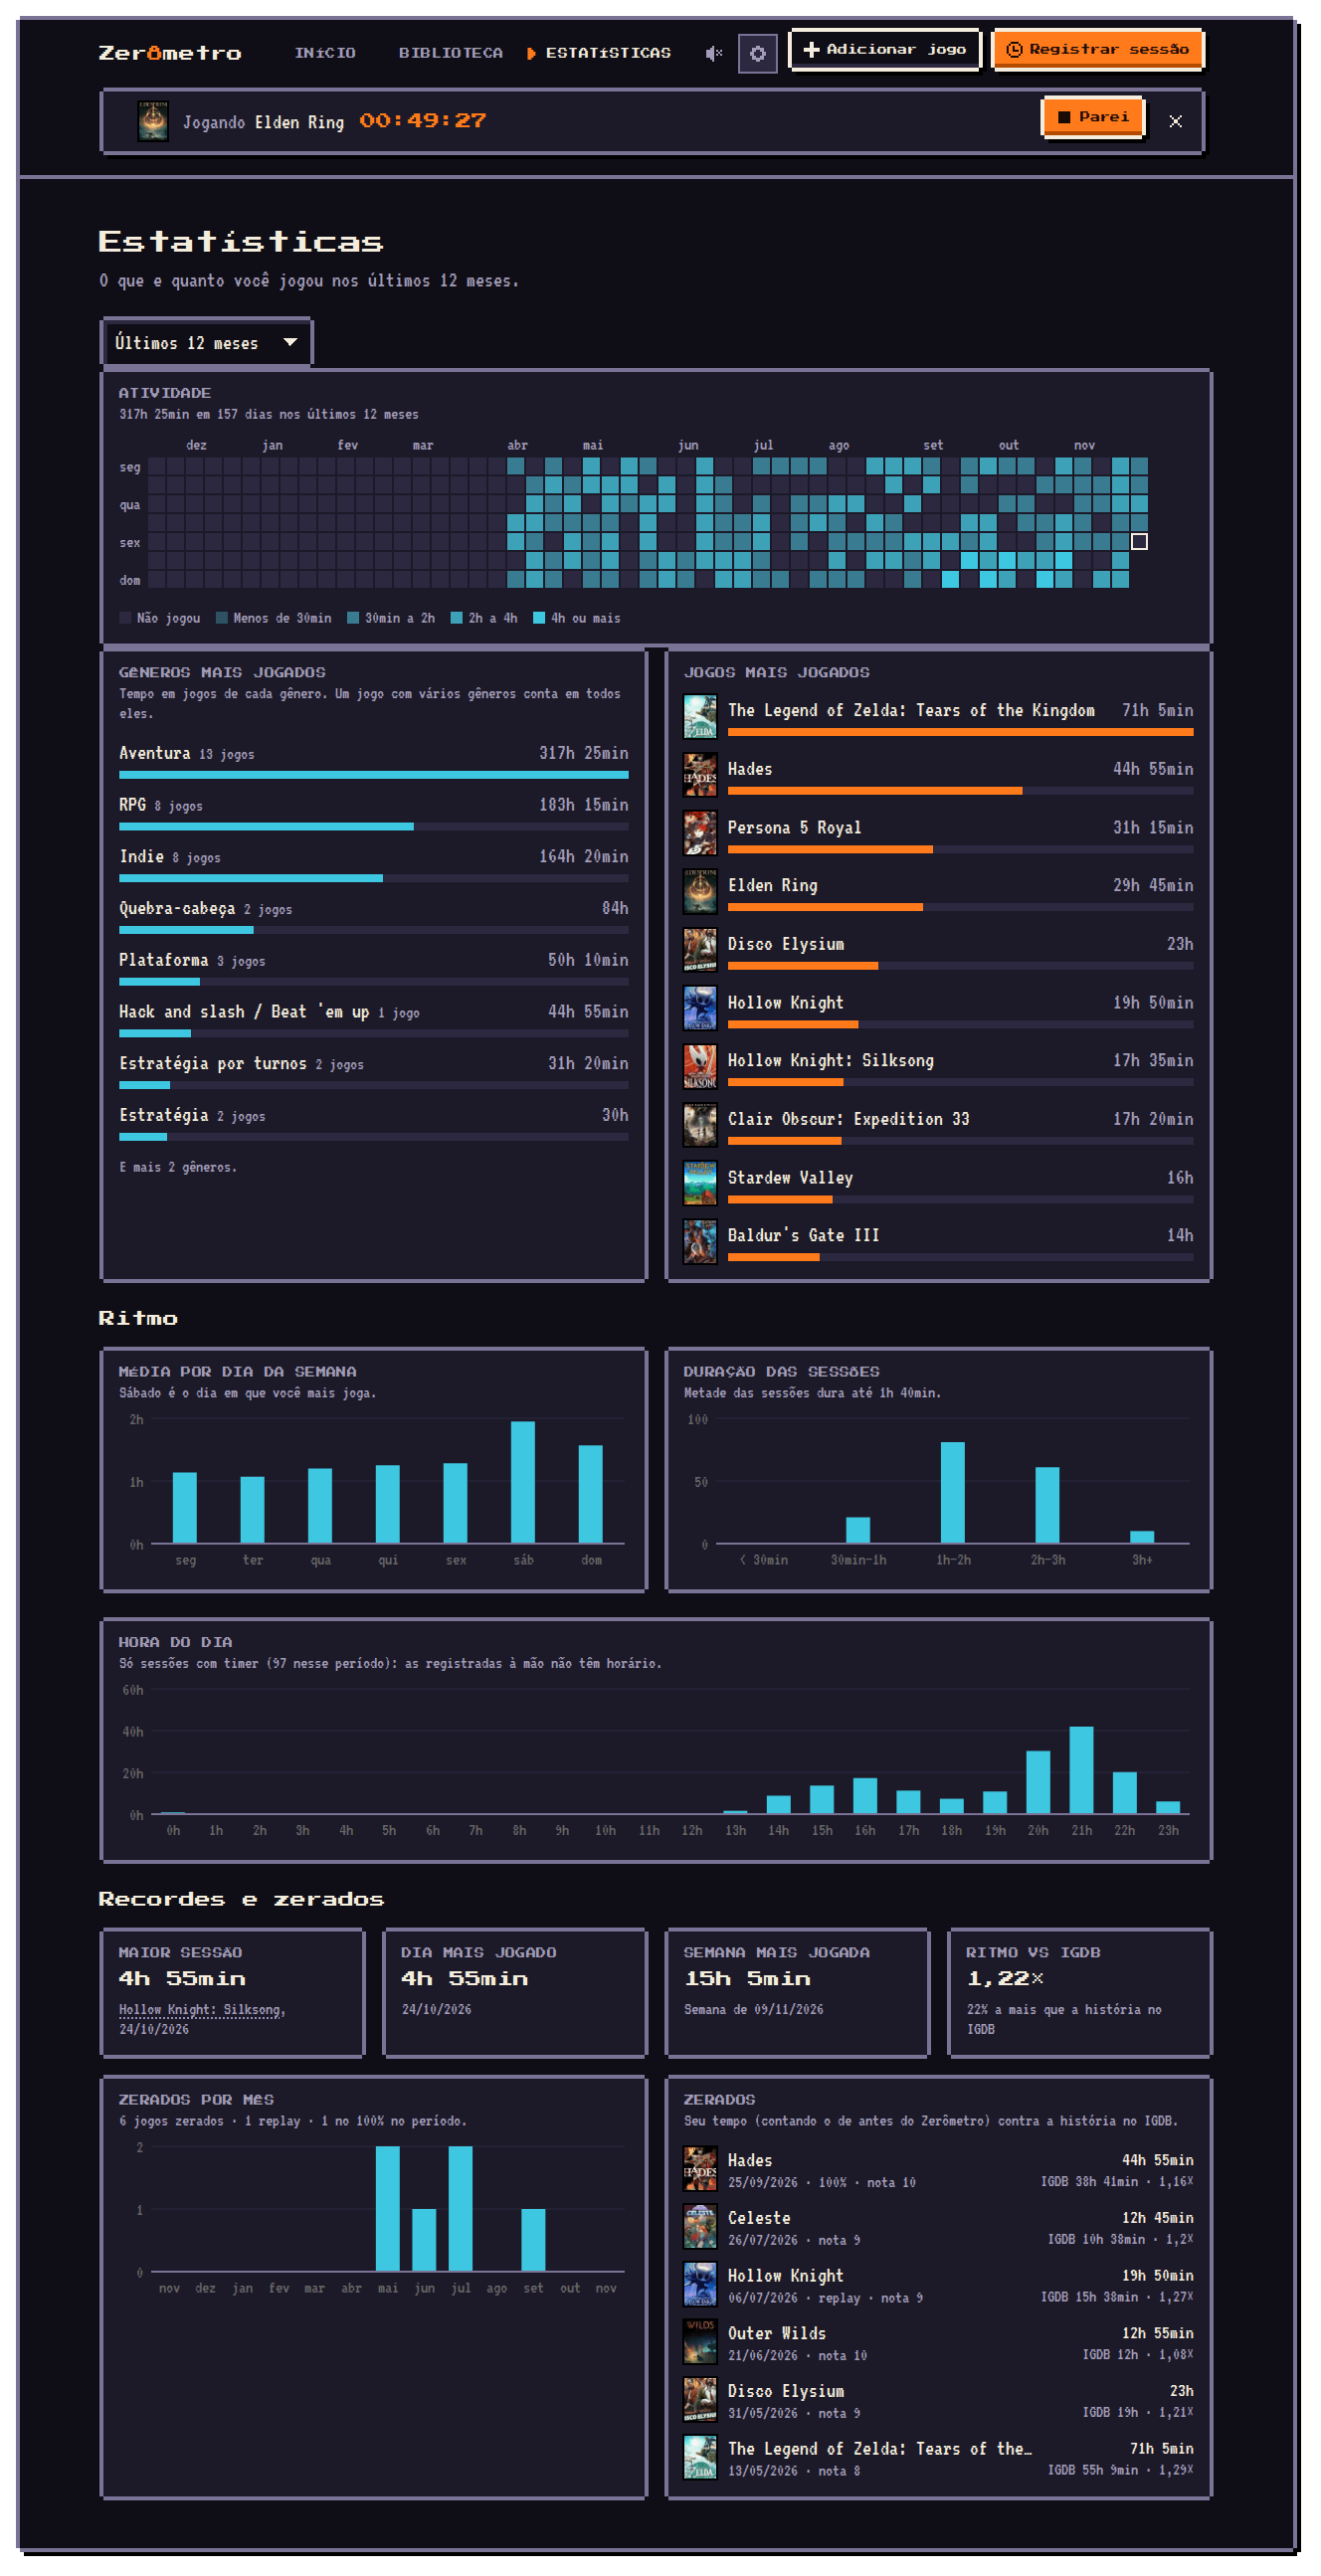 Zerômetro
INÍCIO
BIBLIOTECA
ESTATÍSTICAS
Adicionar jogo
Registrar sessão
Jogando Elden Ring 00:49:27
Parei
Estatísticas
O que e quanto você jogou nos últimos 12 meses.
Últimos 12 meses
ATIVIDADE
317h 25min em 157 dias nos últimos 12 meses
dez jan fev mar abr mai jun jul ago set out nov
seg
qua
sex
dom
Não jogou Menos de 30min 30min a 2h 2h a 4h 4h ou mais
GÊNEROS MAIS JOGADOS
Tempo em jogos de cada gênero. Um jogo com vários gêneros conta em todos
eles.
Aventura 13 jogos 317h 25min
RPG 8 jogos 183h 15min
Indie 8 jogos 164h 20min
Quebra-cabeça 2 jogos 84h
Plataforma 3 jogos 50h 10min
Hack and slash / Beat 'em up 1 jogo 44h 55min
Estratégia por turnos 2 jogos 31h 20min
Estratégia 2 jogos 30h
E mais 2 gêneros.
JOGOS MAIS JOGADOS
The Legend of Zelda: Tears of the Kingdom 71h 5min
Hades 44h 55min
Persona 5 Royal 31h 15min
Elden Ring 29h 45min
Disco Elysium 23h
Hollow Knight 19h 50min
Hollow Knight: Silksong 17h 35min
Clair Obscur: Expedition 33 17h 20min
Stardew Valley 16h
Baldur's Gate III 14h
Ritmo
MÉDIA POR DIA DA SEMANA
Sábado é o dia em que você mais joga.
2h
1h
0h
seg ter qua qui sex sáb dom
DURAÇÃO DAS SESSÕES
Metade das sessões dura até 1h 40min.
100
50
0
< 30min 30min–1h 1h–2h 2h–3h 3h+
HORA DO DIA
Só sessões com timer (97 nesse período): as registradas à mão não têm horário.
60h
40h
20h
0h
0h 1h 2h 3h 4h 5h 6h 7h 8h 9h 10h 11h 12h 13h 14h 15h 16h 17h 18h 19h 20h 21h 22h 23h
Recordes e zerados
MAIOR SESSÃO
4h 55min
Hollow Knight: Silksong,
24/10/2026
DIA MAIS JOGADO
4h 55min
24/10/2026
SEMANA MAIS JOGADA
15h 5min
Semana de 09/11/2026
RITMO VS IGDB
1,22×
22% a mais que a história no
IGDB
ZERADOS POR MÊS
6 jogos zerados · 1 replay · 1 no 100% no período.
2
1
0
nov dez jan fev mar abr mai jun jul ago set out nov
ZERADOS
Seu tempo (contando o de antes do Zerômetro) contra a história no IGDB.
Hades 44h 55min
25/09/2026 · 100% · nota 10 IGDB 38h 41min · 1,16×
Celeste 12h 45min
26/07/2026 · nota 9 IGDB 10h 38min · 1,2×
Hollow Knight 19h 50min
06/07/2026 · replay · nota 9 IGDB 15h 38min · 1,27×
Outer Wilds 12h 55min
21/06/2026 · nota 10 IGDB 12h · 1,08×
Disco Elysium 23h
31/05/2026 · nota 9 IGDB 19h · 1,21×
The Legend of Zelda: Tears of the… 71h 5min
13/05/2026 · nota 8 IGDB 55h 9min · 1,29×